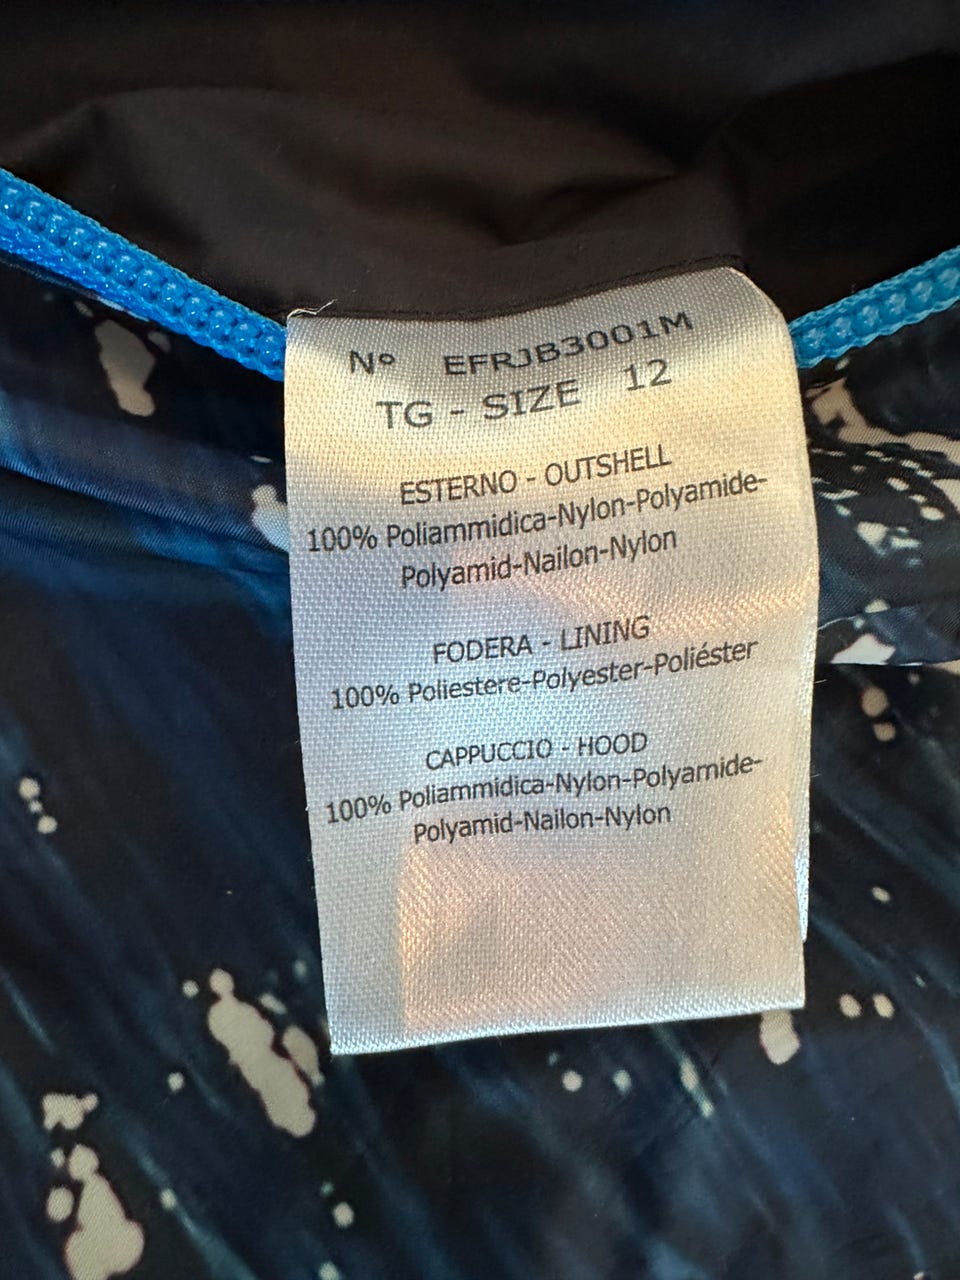 Nº EFRJB3001M
TG - SIZE 12
ESTERNO - OUTSHELL
100% Poliammidica-Nylon-Polyamide-
Polyamid-Nailon-Nylon
FODERA - LINING
100% Poliestere-Polyester-Poliéster
CAPPUCCIO - HOOD
100% Poliammidica-Nylon-Polyamide-
Polyamid-Nailon-Nylon